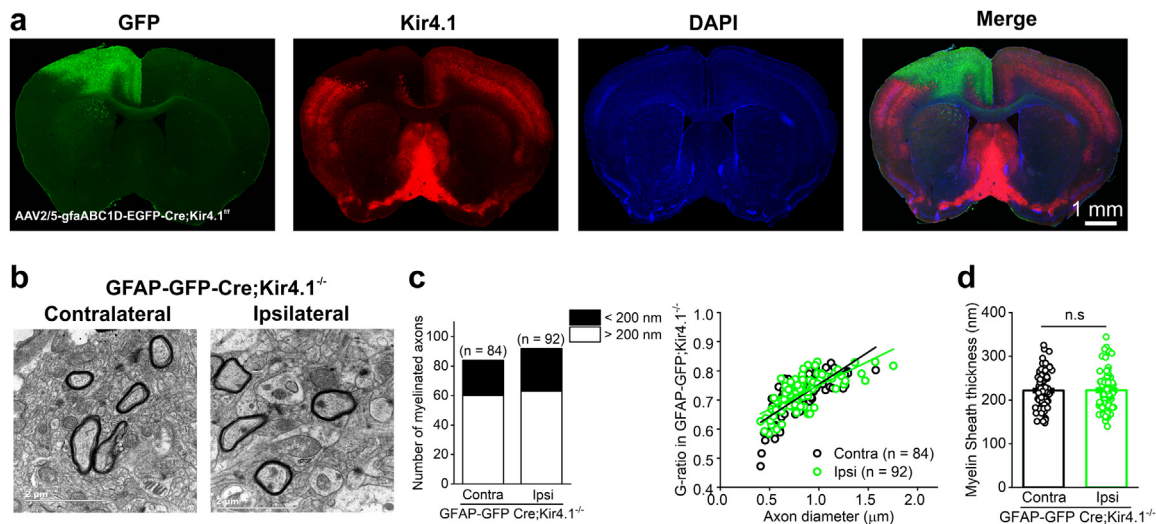 a
GFP
Kir4.1
DAPI
Merge
AAV2/5-gfaABC1D-EGFP-Cre;Kir4.1f/f
1 mm
b
GFAP-GFP-Cre;Kir4.1-/-
Contralateral
Ipsilateral
2 μm
2 μm
c
< 200 nm
> 200 nm
Number of myelinated axons
100
80
60
40
20
0
(n = 84)
(n = 92)
Contra
Ipsi
GFAP-GFP Cre;Kir4.1-/-
G-ratio in GFAP-GFP;Kir4.1-/-
1.0
0.9
0.8
0.7
0.6
0.5
0.4
Contra (n = 84)
Ipsi (n = 92)
0.0
0.5
1.0
1.5
2.0
Axon diameter (μm)
d
Myelin Sheath thickness (nm)
400
300
200
100
0
n.s
Contra
Ipsi
GFAP-GFP Cre;Kir4.1-/-